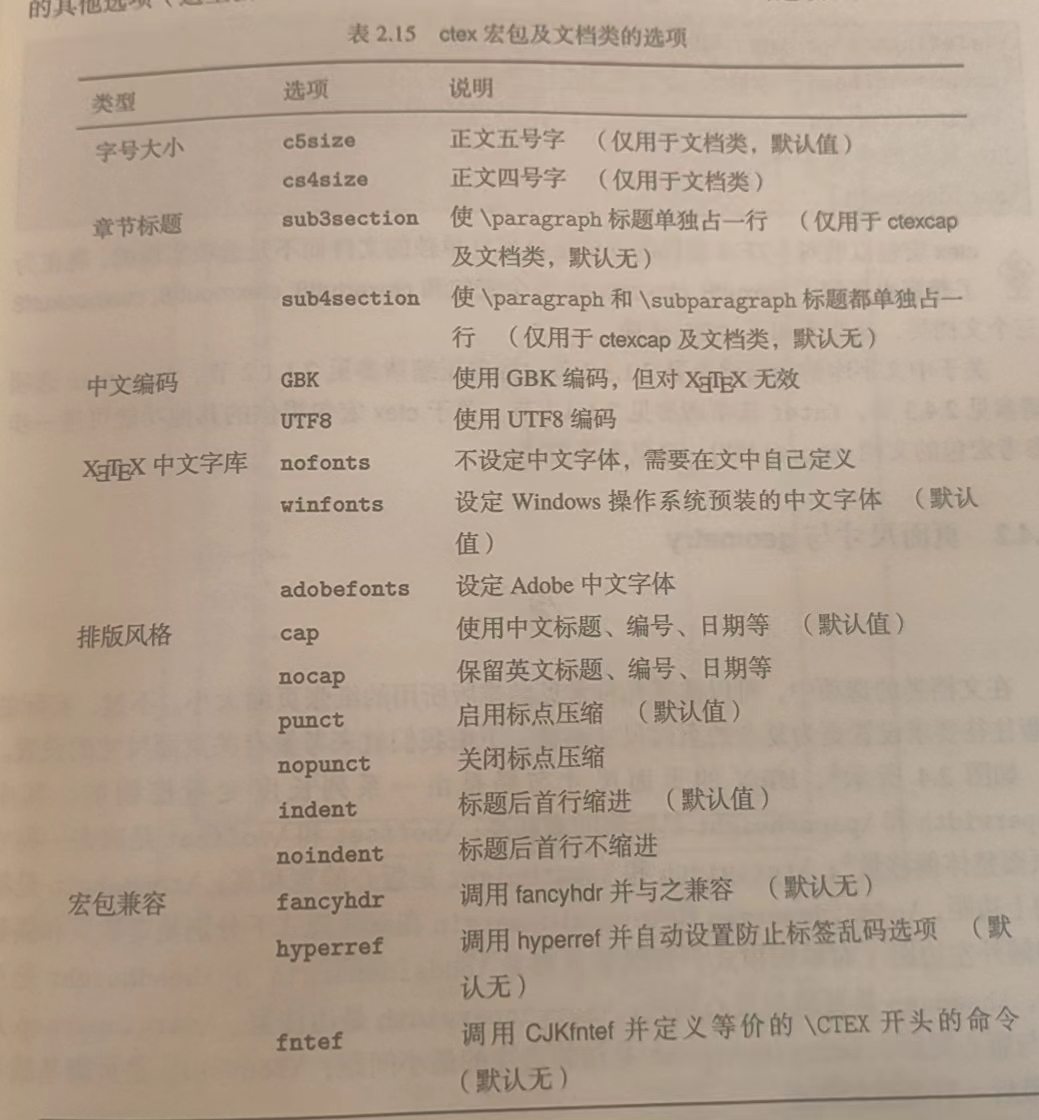 的其他选项
表 2.15 ctex 宏包及文档类的选项
类型 选项 说明
字号大小 c5size 正文五号字 （仅用于文档类，默认值）
cs4size 正文四号字 （仅用于文档类）
章节标题 sub3section 使 \paragraph 标题单独占一行 （仅用于 ctexcap
及文档类，默认无）
sub4section 使 \paragraph 和 \subparagraph 标题都单独占一
行 （仅用于 ctexcap 及文档类，默认无）
中文编码 GBK 使用 GBK 编码，但对 XƎTEX 无效
UTF8 使用 UTF8 编码
XƎTEX 中文字库 nofonts 不设定中文字体，需要在文中自己定义
winfonts 设定 Windows 操作系统预装的中文字体 （默认
值）
adobefonts 设定 Adobe 中文字体
排版风格 cap 使用中文标题、编号、日期等 （默认值）
nocap 保留英文标题、编号、日期等
punct 启用标点压缩 （默认值）
nopunct 关闭标点压缩
indent 标题后首行缩进 （默认值）
noindent 标题后首行不缩进
宏包兼容 fancyhdr 调用 fancyhdr 并与之兼容 （默认无）
hyperref 调用 hyperref 并自动设置防止标签乱码选项 （默
认无）
fntef 调用 CJKfntef 并定义等价的 \CTEX 开头的命令
（默认无）